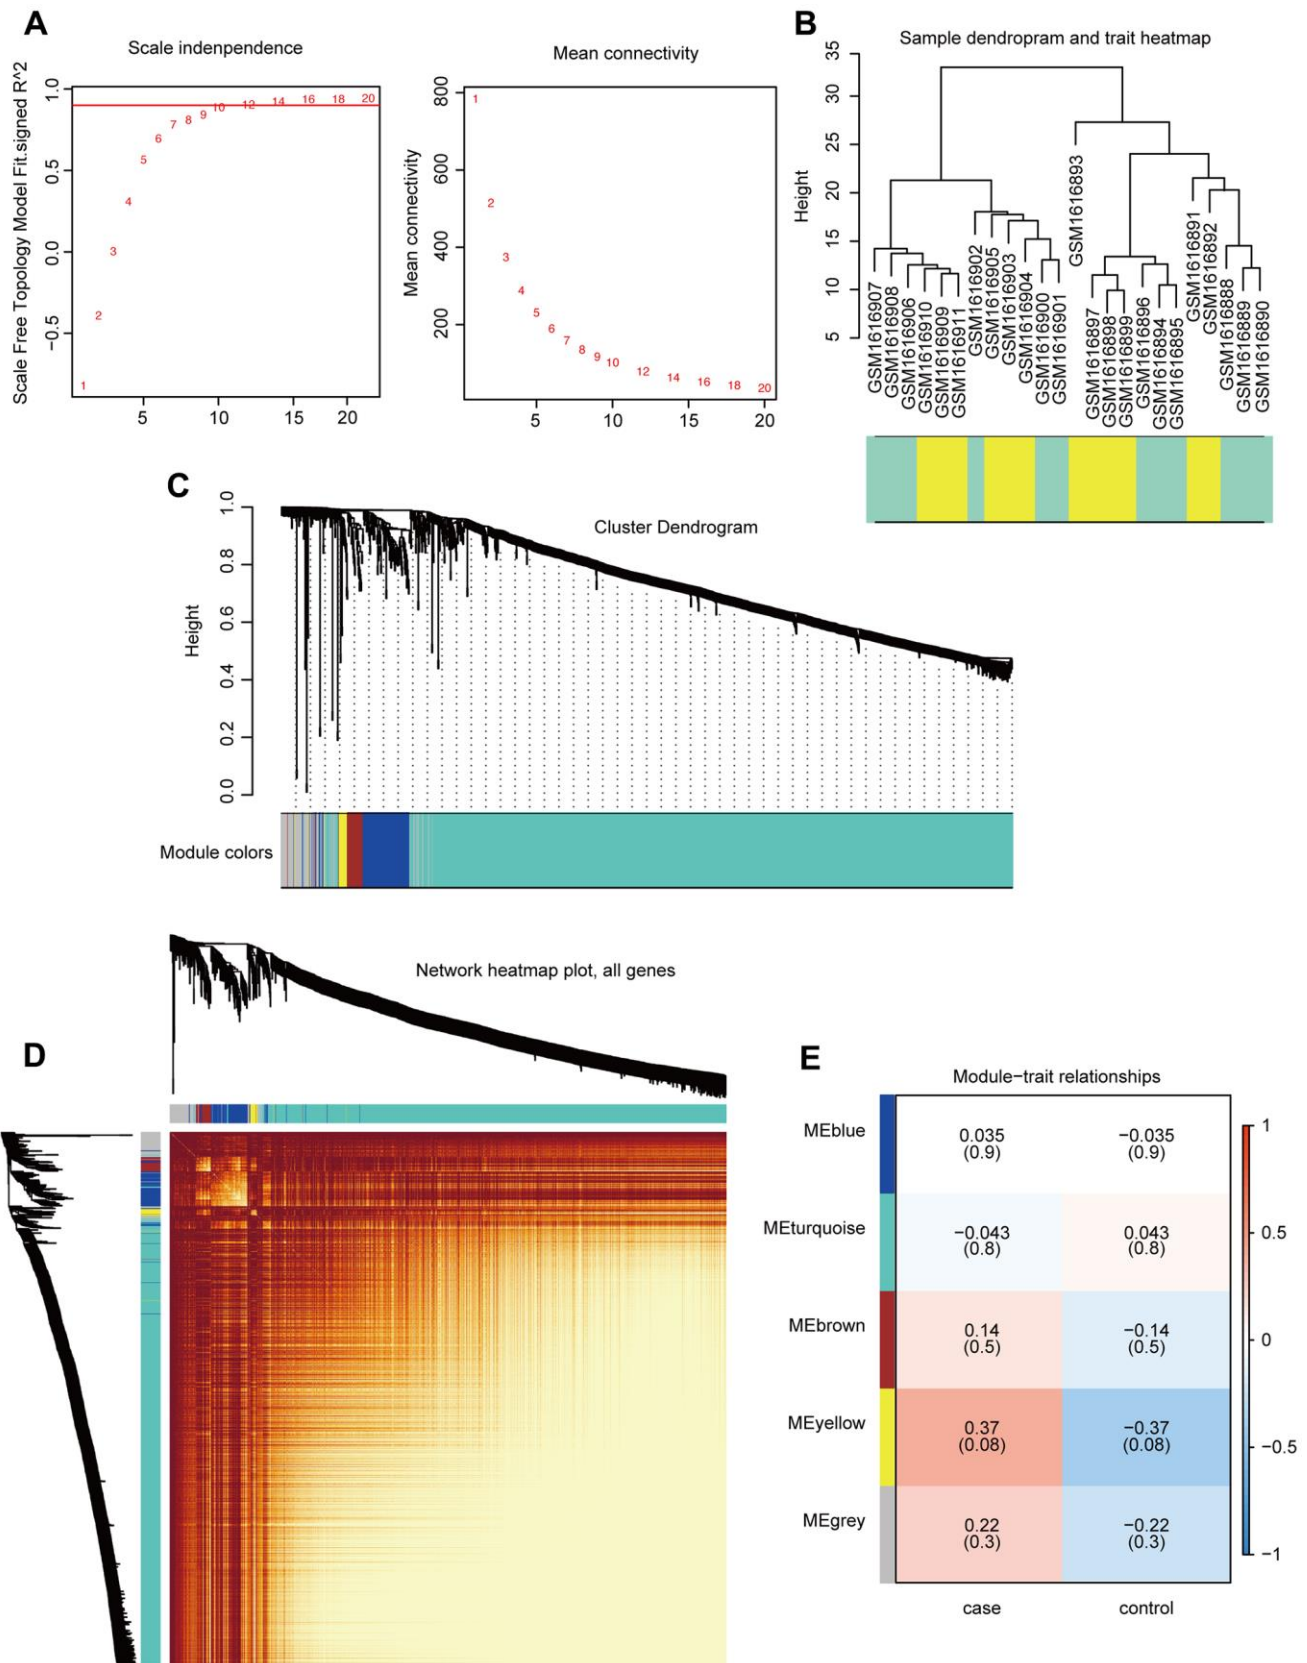 A
Scale indenpendence
Scale Free Topology Model Fit.signed R^2
1.0
0.5
0.0
−0.5
1
2
3
4
5
6
7
8
9
10
12
14
16
18
20
5
10
15
20
Mean connectivity
Mean connectivity
800
600
400
200
1
2
3
4
5
6
7
8
9
10
12
14
16
18
20
5
10
15
20
B
Sample dendropram and trait heatmap
Height
35
30
25
20
15
10
5
GSM1616907
GSM1616908
GSM1616906
GSM1616910
GSM1616909
GSM1616911
GSM1616902
GSM1616905
GSM1616903
GSM1616904
GSM1616900
GSM1616901
GSM1616893
GSM1616897
GSM1616898
GSM1616899
GSM1616896
GSM1616894
GSM1616895
GSM1616891
GSM1616892
GSM1616888
GSM1616889
GSM1616890
C
Cluster Dendrogram
Height
1.0
0.8
0.6
0.4
0.2
0.0
Module colors
Network heatmap plot, all genes
D
E
Module−trait relationships
MEblue
0.035
(0.9)
−0.035
(0.9)
MEturquoise
−0.043
(0.8)
0.043
(0.8)
MEbrown
0.14
(0.5)
−0.14
(0.5)
MEyellow
0.37
(0.08)
−0.37
(0.08)
MEgrey
0.22
(0.3)
−0.22
(0.3)
case
control
1
0.5
0
−0.5
−1